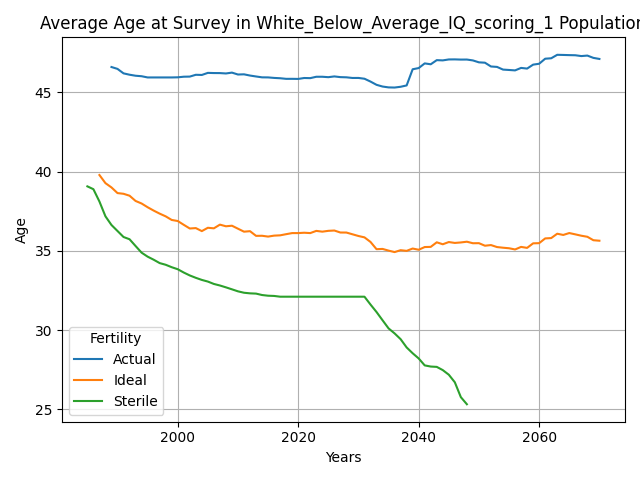 Average Age at Survey in White_Below_Average_IQ_scoring_1 Population
Age
45
40
35
30
25
Fertility
Actual
Ideal
Sterile
2000 2020 2040 2060
Years